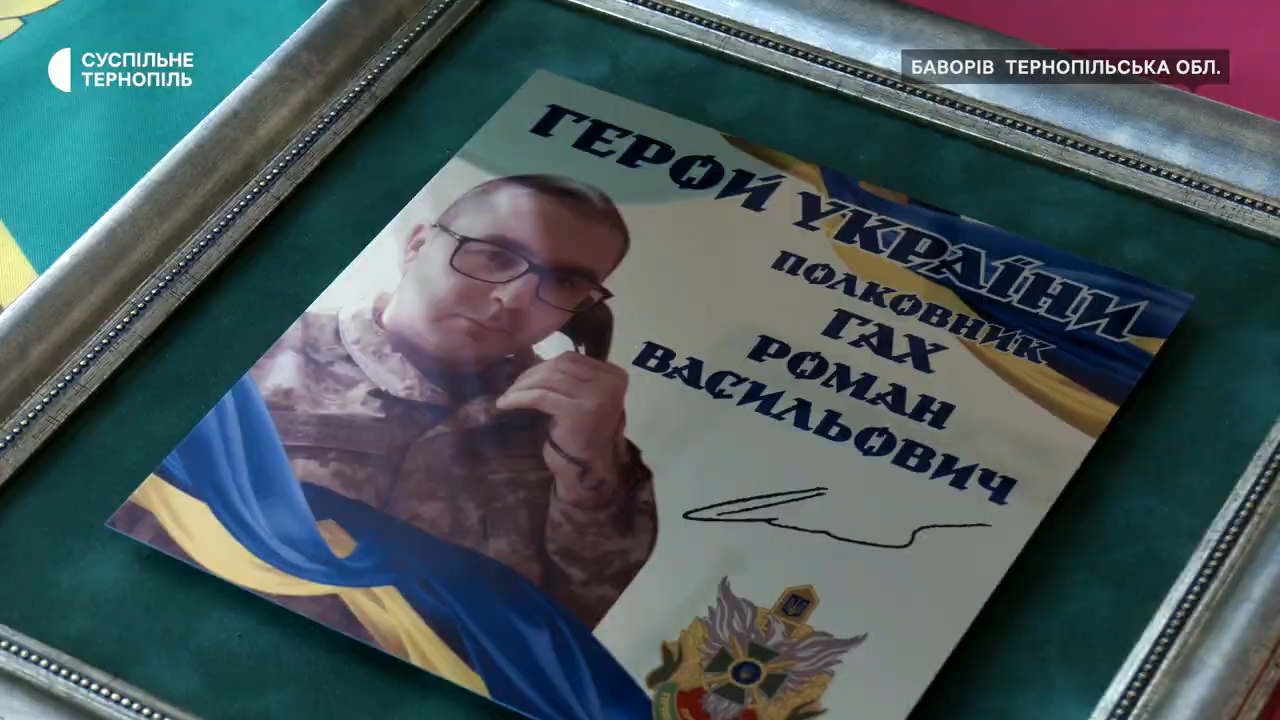 СУСПІЛЬНЕ
ТЕРНОПІЛЬ
БАВОРІВ ТЕРНОПІЛЬСЬКА ОБЛ.
ГЕРОЙ УКРАЇНИ
ПОЛКОВНИК
ГАХ
РОМАН
ВАСИЛЬОВИЧ